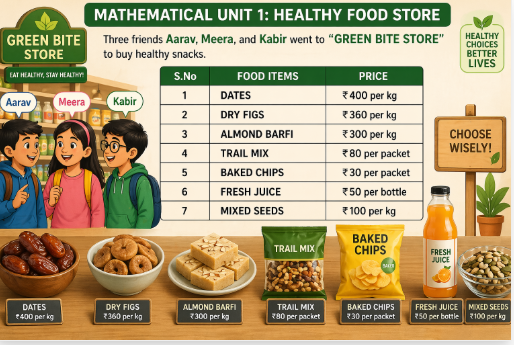 MATHEMATICAL UNIT 1: HEALTHY FOOD STORE
GREEN BITE
STORE
EAT HEALTHY, STAY HEALTHY!
Three friends Aarav, Meera, and Kabir went to "GREEN BITE STORE"
to buy healthy snacks.
HEALTHY
CHOICES
BETTER
LIVES
Aarav
Meera
Kabir
S.No FOOD ITEMS PRICE
1 DATES ₹400 per kg
2 DRY FIGS ₹360 per kg
3 ALMOND BARFI ₹300 per kg
4 TRAIL MIX ₹80 per packet
5 BAKED CHIPS ₹30 per packet
6 FRESH JUICE ₹50 per bottle
7 MIXED SEEDS ₹100 per kg
CHOOSE
WISELY!
TRAIL MIX
BAKED
CHIPS
FRESH
JUICE
DATES
₹400 per kg
DRY FIGS
₹360 per kg
ALMOND BARFI
₹300 per kg
TRAIL MIX
₹80 per packet
BAKED CHIPS
₹30 per packet
FRESH JUICE
₹50 per bottle
MIXED SEEDS
₹100 per kg